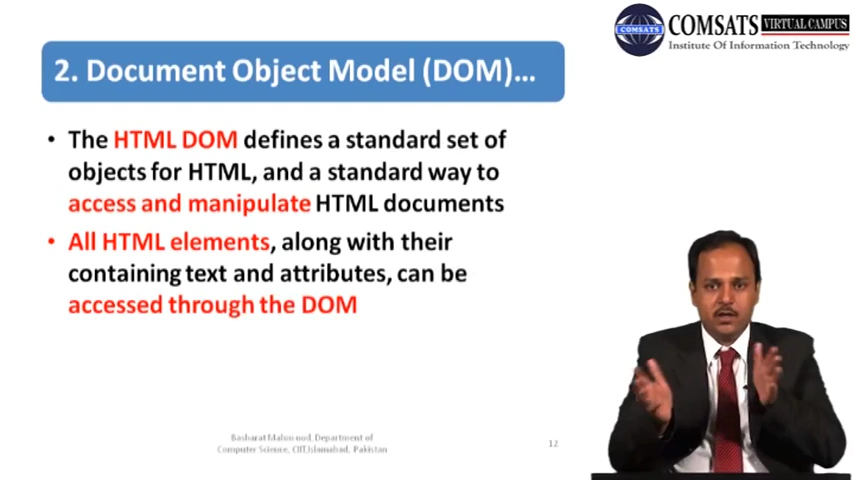 COMSATS VIRTUAL CAMPUS
COMSATS
Institute Of Information Technology
2. Document Object Model (DOM)...
• The HTML DOM defines a standard set of
objects for HTML, and a standard way to
access and manipulate HTML documents
• All HTML elements, along with their
containing text and attributes, can be
accessed through the DOM
Basharat Mahmood, Department of
Computer Science, CIIT,Islamabad, Pakistan
12